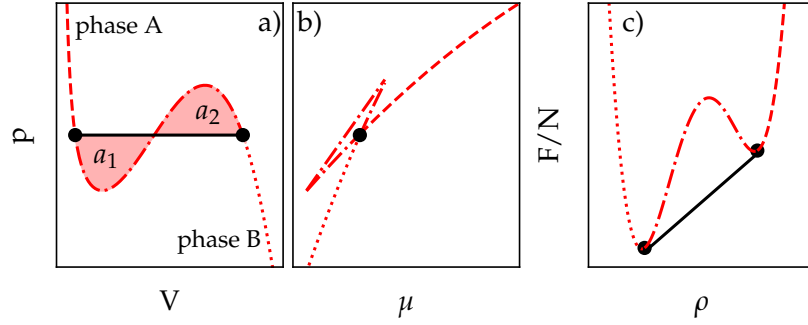 phase A
a)
b)
c)
p
a₂
a₁
F/N
phase B
V
μ
ρ